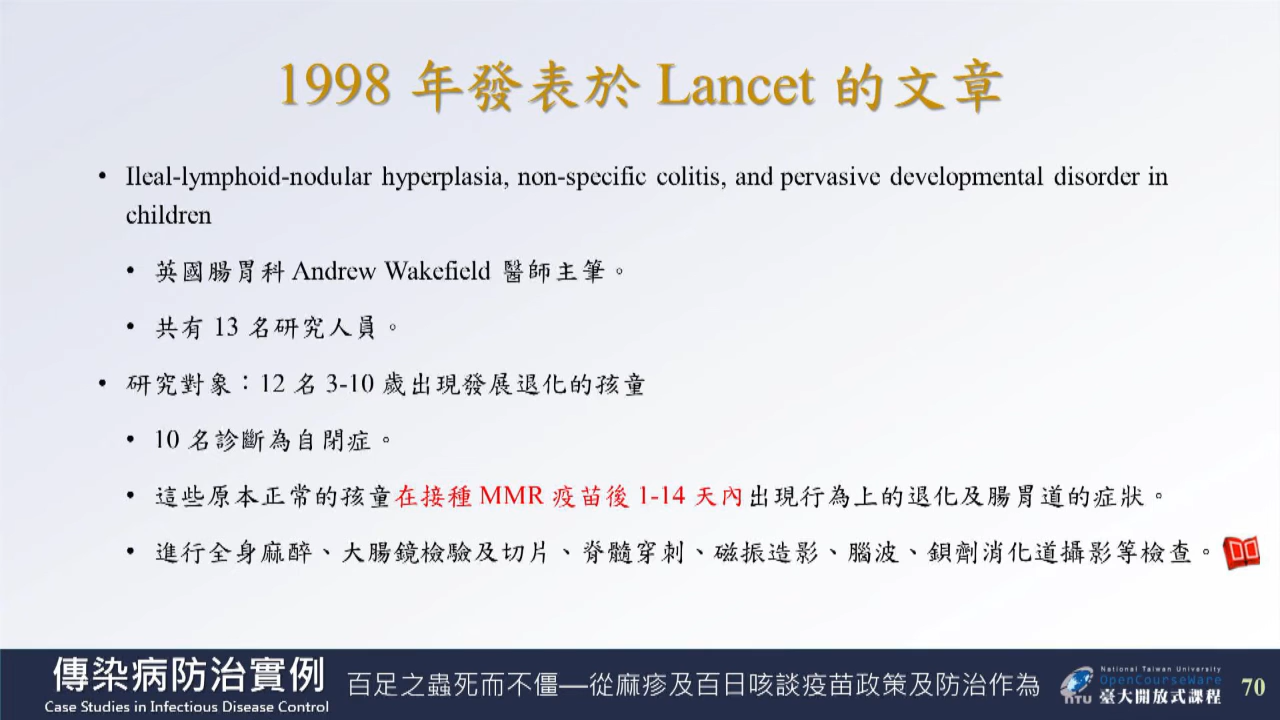 1998 年發表於 Lancet 的文章
• Ileal-lymphoid-nodular hyperplasia, non-specific colitis, and pervasive developmental disorder in
children
• 英國腸胃科 Andrew Wakefield 醫師主筆。
• 共有 13 名研究人員。
• 研究對象：12 名 3-10 歲出現發展退化的孩童
• 10 名診斷為自閉症。
• 這些原本正常的孩童在接種 MMR 疫苗後 1-14 天內出現行為上的退化及腸胃道的症狀。
• 進行全身麻醉、大腸鏡檢驗及切片、脊髓穿刺、磁振造影、腦波、鋇劑消化道攝影等檢查。
傳染病防治實例
Case Studies in Infectious Disease Control
百足之蟲死而不僵—從麻疹及百日咳談疫苗政策及防治作為
National Taiwan University
OpenCourseWare
NTU 臺大開放式課程
70